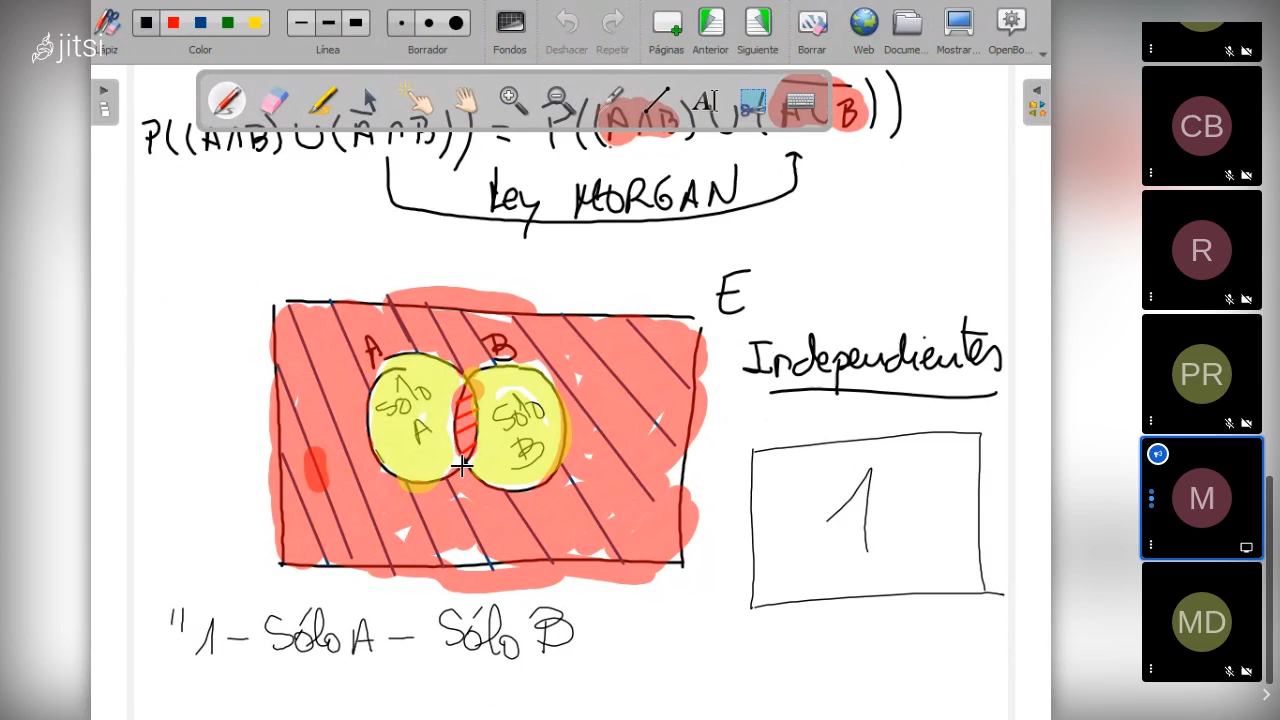 jitsi
Lápiz
Color
Línea
Borrador
Fondos
Deshacer
Repetir
Páginas
Anterior
Siguiente
Borrar
Web
Docume...
Mostrar...
OpenBo...
P((A∩B) ∪ (A̅∩B̅)) = P((A∩B) ∪ (A̅∪̅B̅))
Ley MORGAN
E
Independientes
A
B
Sólo
A
Sólo
B
1
"1 - Sólo A - Sólo B
CB
R
PR
M
MD